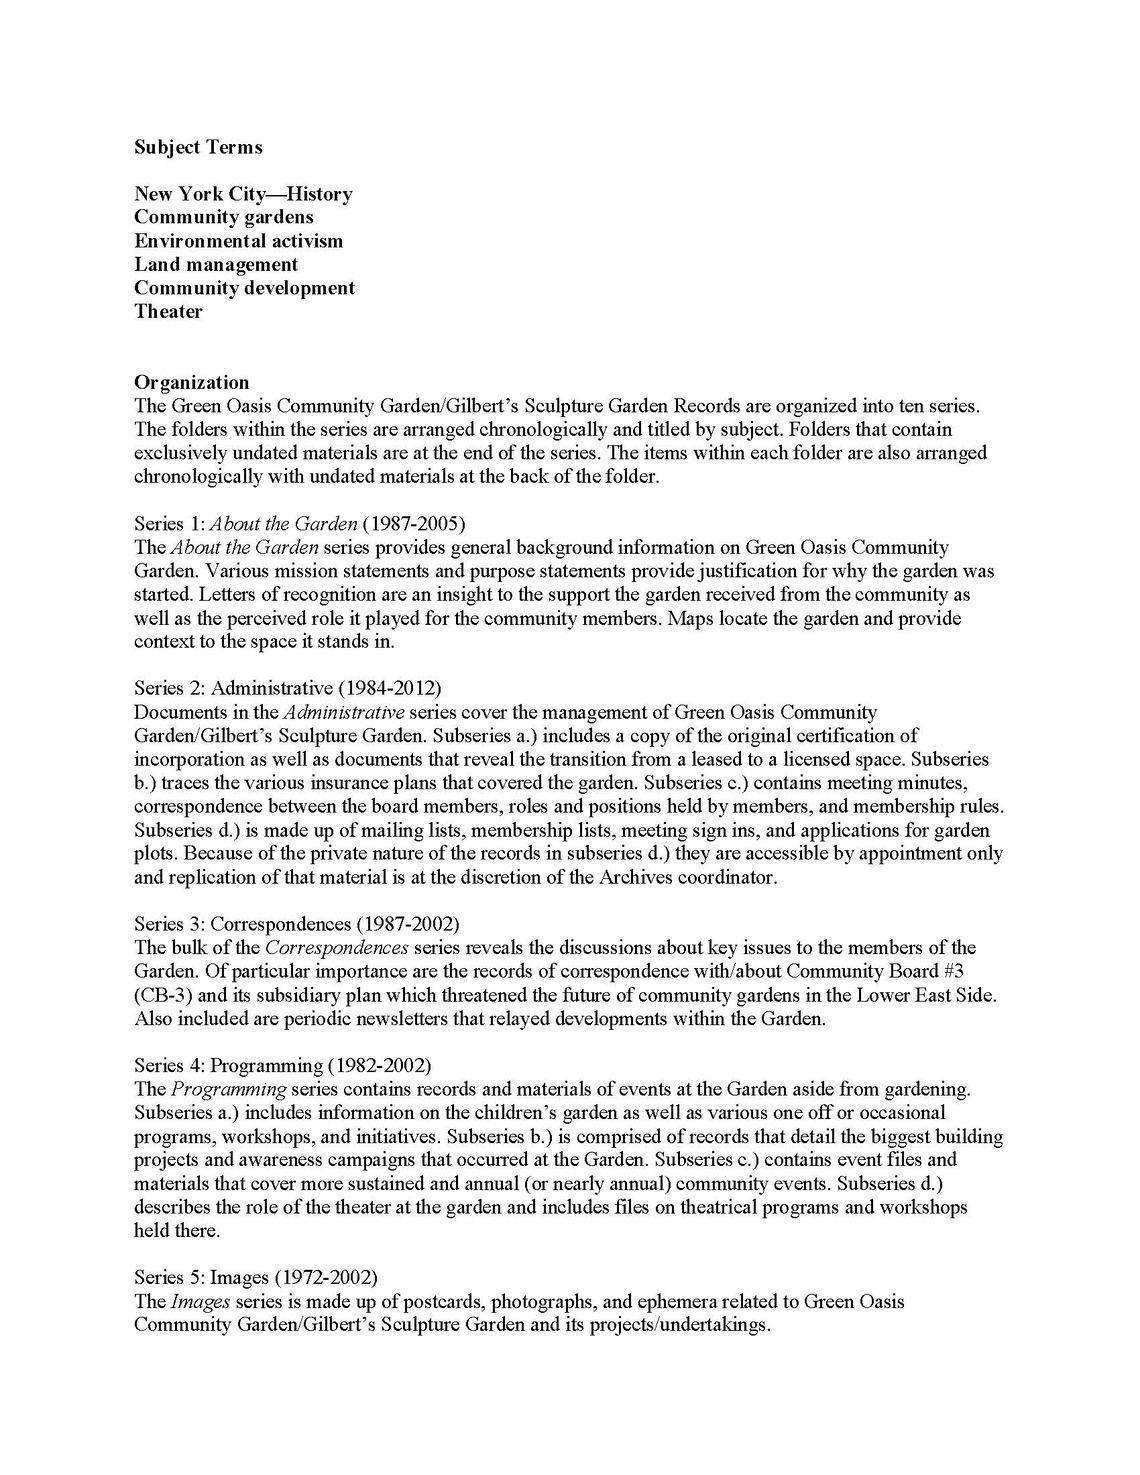 Subject Terms
New York City—History
Community gardens
Environmental activism
Land management
Community development
Theater
Organization
The Green Oasis Community Garden/Gilbert’s Sculpture Garden Records are organized into ten series.
The folders within the series are arranged chronologically and titled by subject. Folders that contain
exclusively undated materials are at the end of the series. The items within each folder are also arranged
chronologically with undated materials at the back of the folder.
Series 1: About the Garden (1987-2005)
The About the Garden series provides general background information on Green Oasis Community
Garden. Various mission statements and purpose statements provide justification for why the garden was
started. Letters of recognition are an insight to the support the garden received from the community as
well as the perceived role it played for the community members. Maps locate the garden and provide
context to the space it stands in.
Series 2: Administrative (1984-2012)
Documents in the Administrative series cover the management of Green Oasis Community
Garden/Gilbert’s Sculpture Garden. Subseries a.) includes a copy of the original certification of
incorporation as well as documents that reveal the transition from a leased to a licensed space. Subseries
b.) traces the various insurance plans that covered the garden. Subseries c.) contains meeting minutes,
correspondence between the board members, roles and positions held by members, and membership rules.
Subseries d.) is made up of mailing lists, membership lists, meeting sign ins, and applications for garden
plots. Because of the private nature of the records in subseries d.) they are accessible by appointment only
and replication of that material is at the discretion of the Archives coordinator.
Series 3: Correspondences (1987-2002)
The bulk of the Correspondences series reveals the discussions about key issues to the members of the
Garden. Of particular importance are the records of correspondence with/about Community Board #3
(CB-3) and its subsidiary plan which threatened the future of community gardens in the Lower East Side.
Also included are periodic newsletters that relayed developments within the Garden.
Series 4: Programming (1982-2002)
The Programming series contains records and materials of events at the Garden aside from gardening.
Subseries a.) includes information on the children’s garden as well as various one off or occasional
programs, workshops, and initiatives. Subseries b.) is comprised of records that detail the biggest building
projects and awareness campaigns that occurred at the Garden. Subseries c.) contains event files and
materials that cover more sustained and annual (or nearly annual) community events. Subseries d.)
describes the role of the theater at the garden and includes files on theatrical programs and workshops
held there.
Series 5: Images (1972-2002)
The Images series is made up of postcards, photographs, and ephemera related to Green Oasis
Community Garden/Gilbert’s Sculpture Garden and its projects/undertakings.